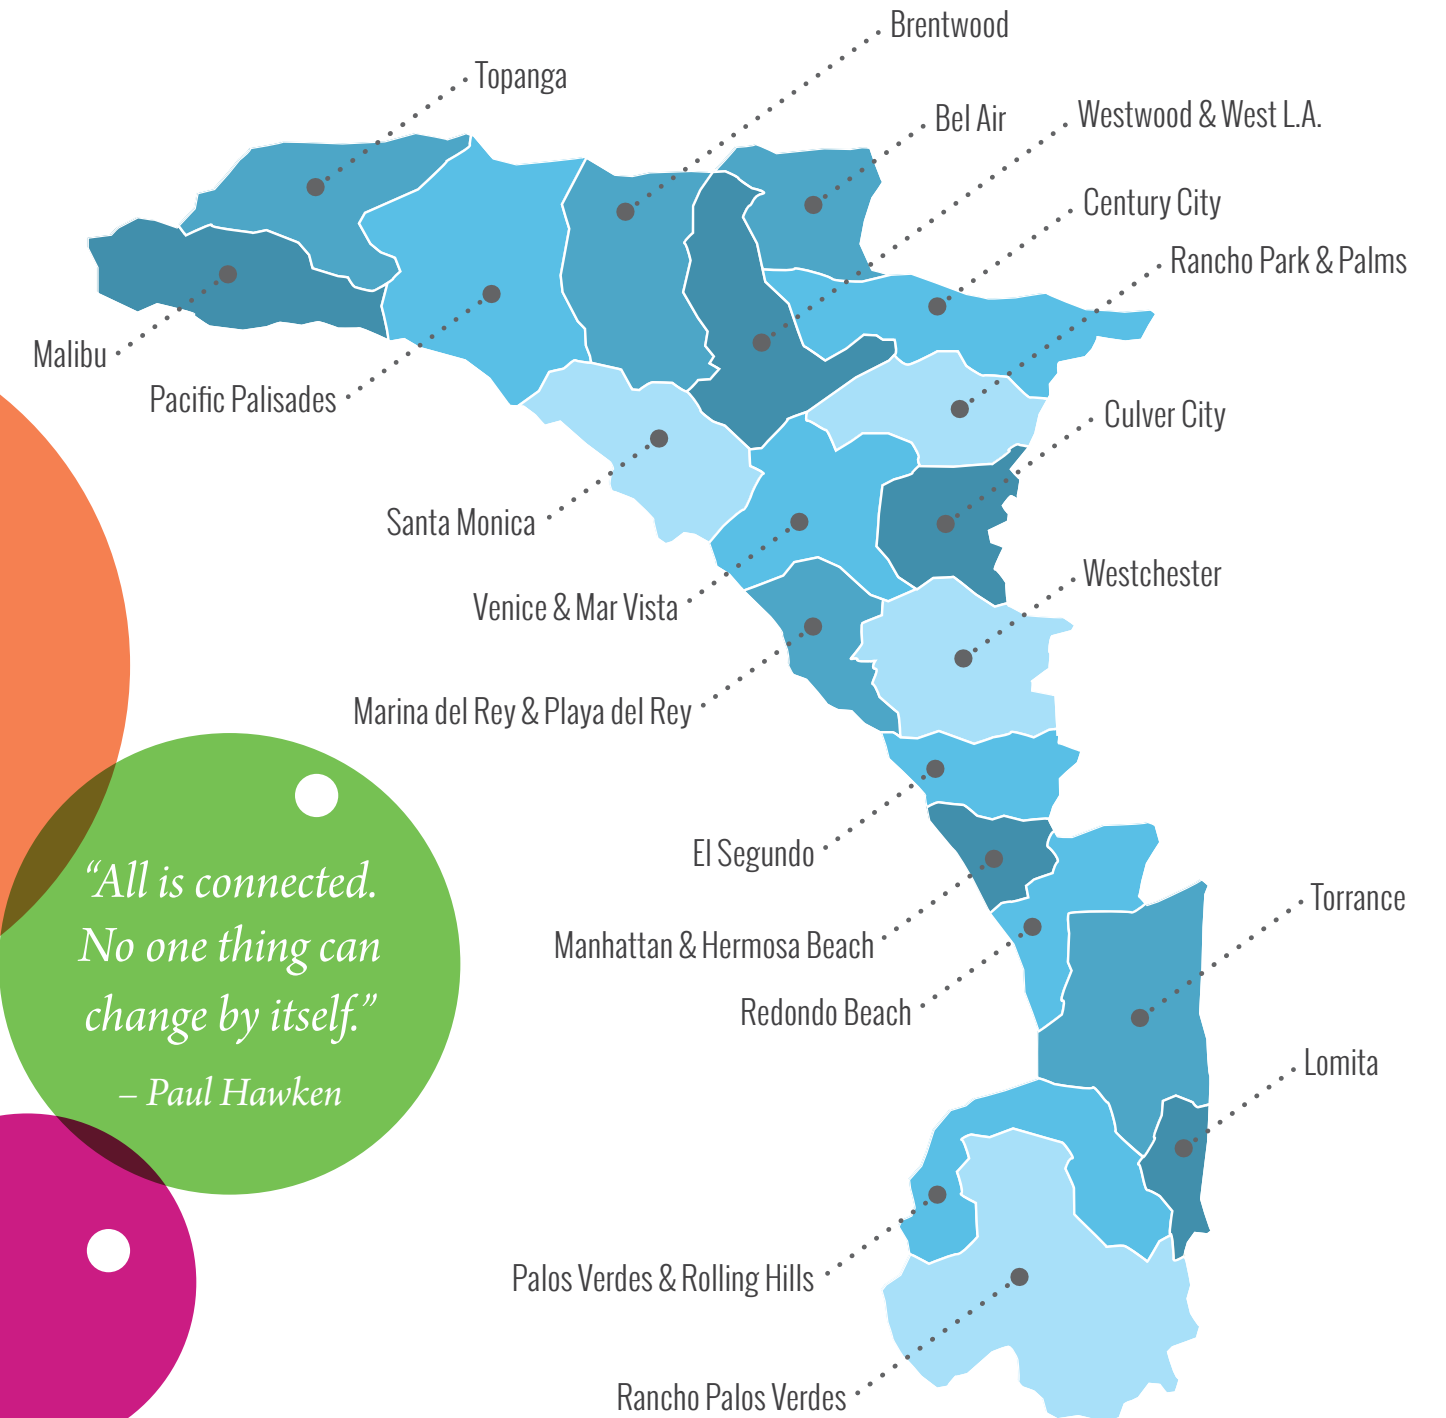 Brentwood
Topanga
Bel Air
Westwood & West L.A.
Century City
Rancho Park & Palms
Malibu
Pacific Palisades
Culver City
Santa Monica
Westchester
Venice & Mar Vista
Marina del Rey & Playa del Rey
El Segundo
“All is connected.
No one thing can
change by itself.”
– Paul Hawken
Torrance
Manhattan & Hermosa Beach
Redondo Beach
Lomita
Palos Verdes & Rolling Hills
Rancho Palos Verdes